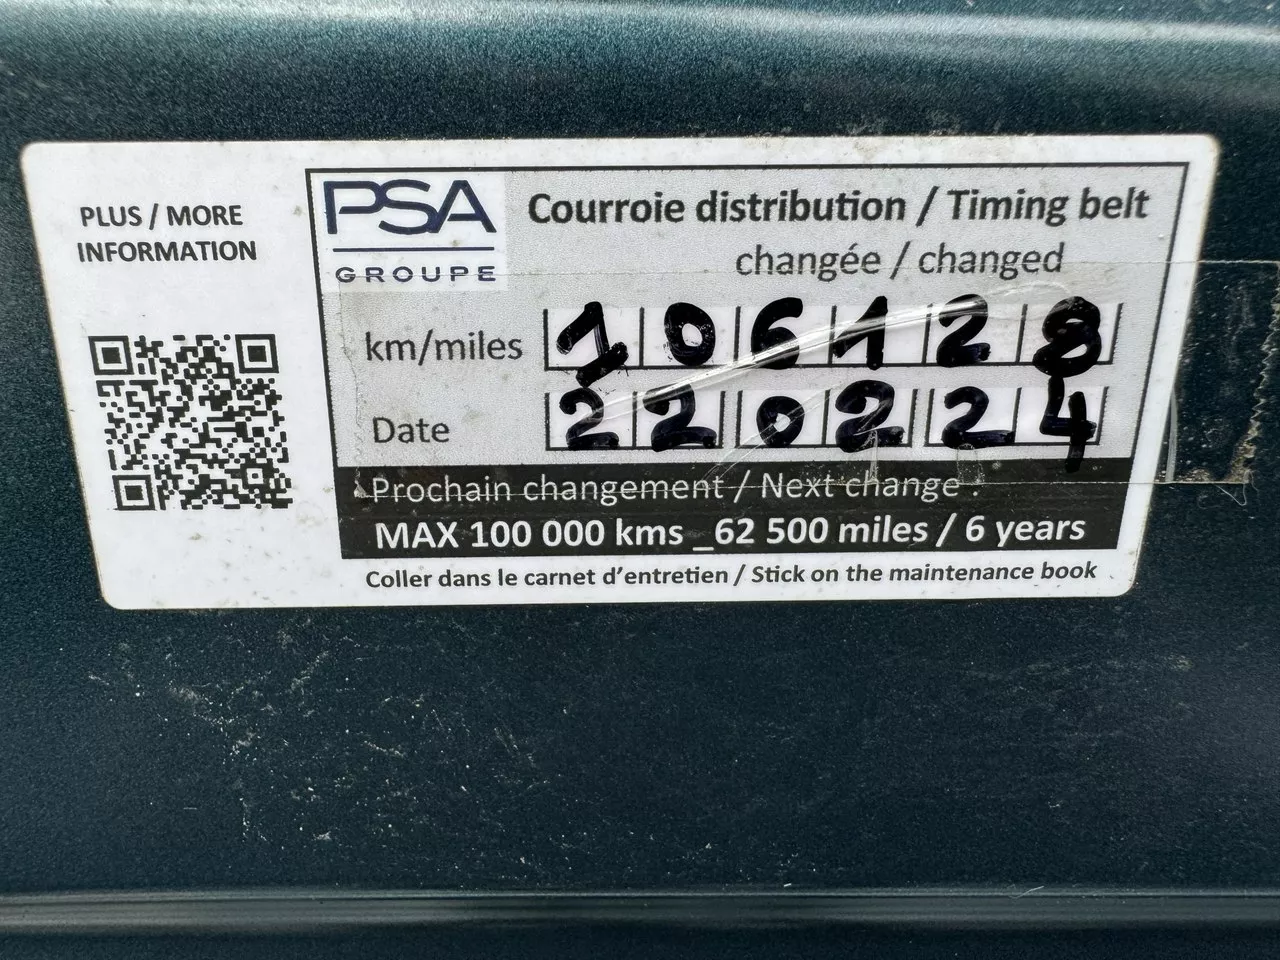 PLUS / MORE
INFORMATION
PSA
GROUPE
Courroie distribution / Timing belt
changée / changed
km/miles 106128
Date 220224
Prochain changement / Next change :
MAX 100 000 kms _62 500 miles / 6 years
Coller dans le carnet d'entretien / Stick on the maintenance book